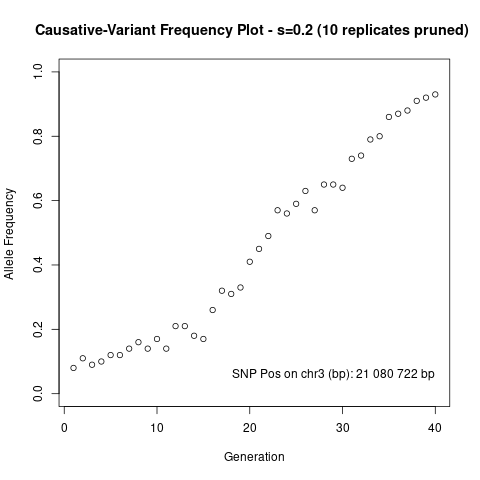 Causative-Variant Frequency Plot - s=0.2 (10 replicates pruned)
Allele Frequency
1.0
0.8
0.6
0.4
0.2
0.0
SNP Pos on chr3 (bp): 21 080 722 bp
0 10 20 30 40
Generation